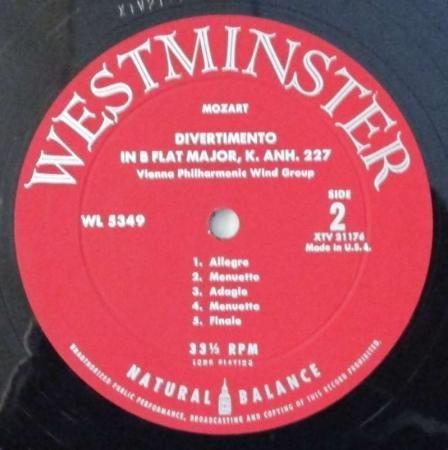 XTV21
WESTMINSTER
MOZART
DIVERTIMENTO
IN B FLAT MAJOR, K. ANH. 227
Vienna Philharmonic Wind Group
WL 5349
SIDE
2
XTV 21176
Made in U.S.A.
1. Allegro
2. Menuetto
3. Adagio
4. Menuetto
5. Finale
33⅓ RPM
LONG PLAYING
NATURAL BALANCE
UNAUTHORIZED PUBLIC PERFORMANCE, BROADCASTING AND COPYING OF THIS RECORD PROHIBITED.